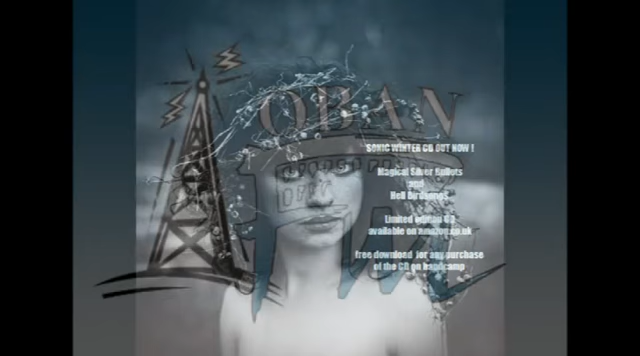 OBAN
FM
SONIC WINTER CD OUT NOW !
Magical Silver Bullets
and
Hell Birdsongs
Limited edition CD
available on amazon.co.uk
free download for any purchase
of the CD on bandcamp